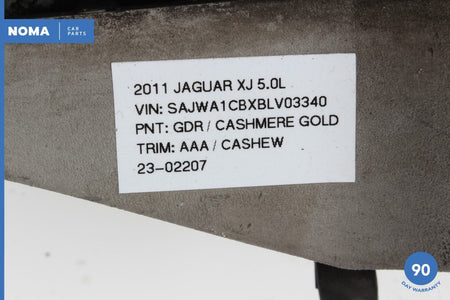 NOMA
CAR
PARTS
2011 JAGUAR XJ 5.0L
VIN: SAJWA1CBXBLV03340
PNT: GDR / CASHMERE GOLD
TRIM: AAA / CASHEW
23-02207
90
DAY WARRANTY